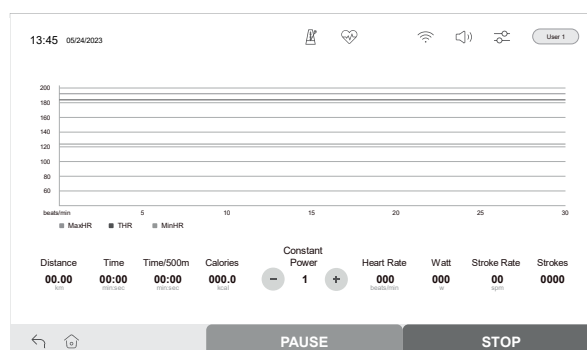 13:45 05/24/2023 User 1
200
180
160
140
120
100
80
60
beats/min 5 10 15 20 25 30
MaxHR THR MinHR
Constant
Distance Time Time/500m Calories Power Heart Rate Watt Stroke Rate Strokes
00.00 00:00 00:00 000.0 − 1 + 000 000 00 0000
km min:sec min:sec kcal beats/min w spm
PAUSE STOP